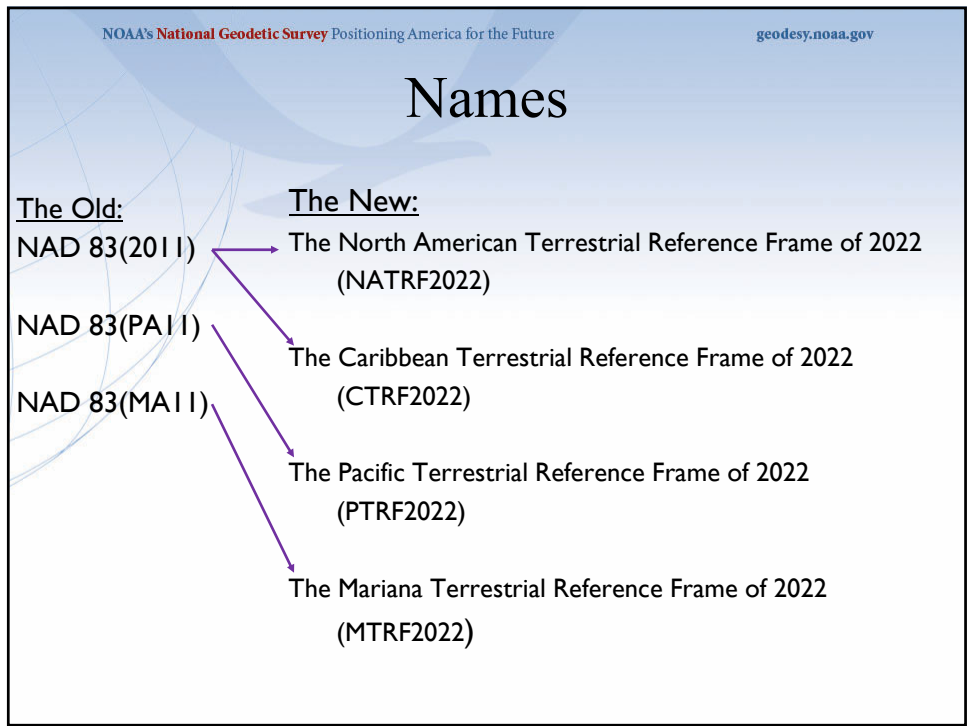 NOAA's National Geodetic Survey Positioning America for the Future geodesy.noaa.gov
Names
The Old:
NAD 83(2011)
NAD 83(PA11)
NAD 83(MA11)
The New:
The North American Terrestrial Reference Frame of 2022
(NATRF2022)
The Caribbean Terrestrial Reference Frame of 2022
(CTRF2022)
The Pacific Terrestrial Reference Frame of 2022
(PTRF2022)
The Mariana Terrestrial Reference Frame of 2022
(MTRF2022)